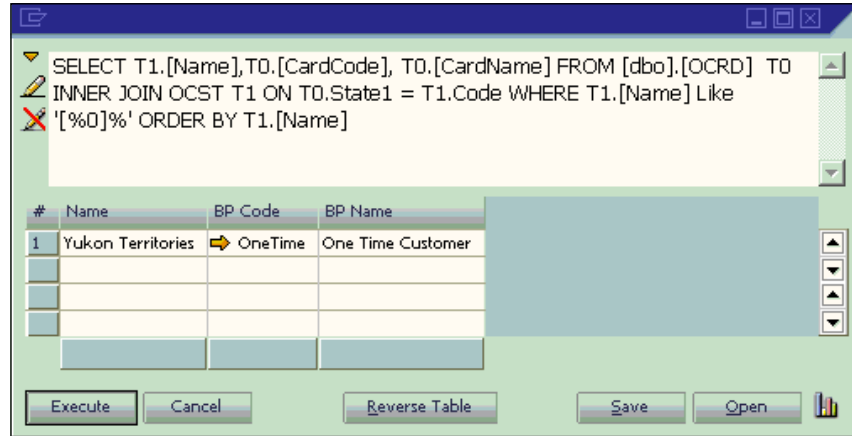 SELECT T1.[Name],T0.[CardCode], T0.[CardName] FROM [dbo].[OCRD]  T0
INNER JOIN OCST T1 ON T0.State1 = T1.Code WHERE T1.[Name] Like
'[%0]%' ORDER BY T1.[Name]
# Name BP Code BP Name
1 Yukon Territories OneTime One Time Customer
Execute Cancel Reverse Table Save Open